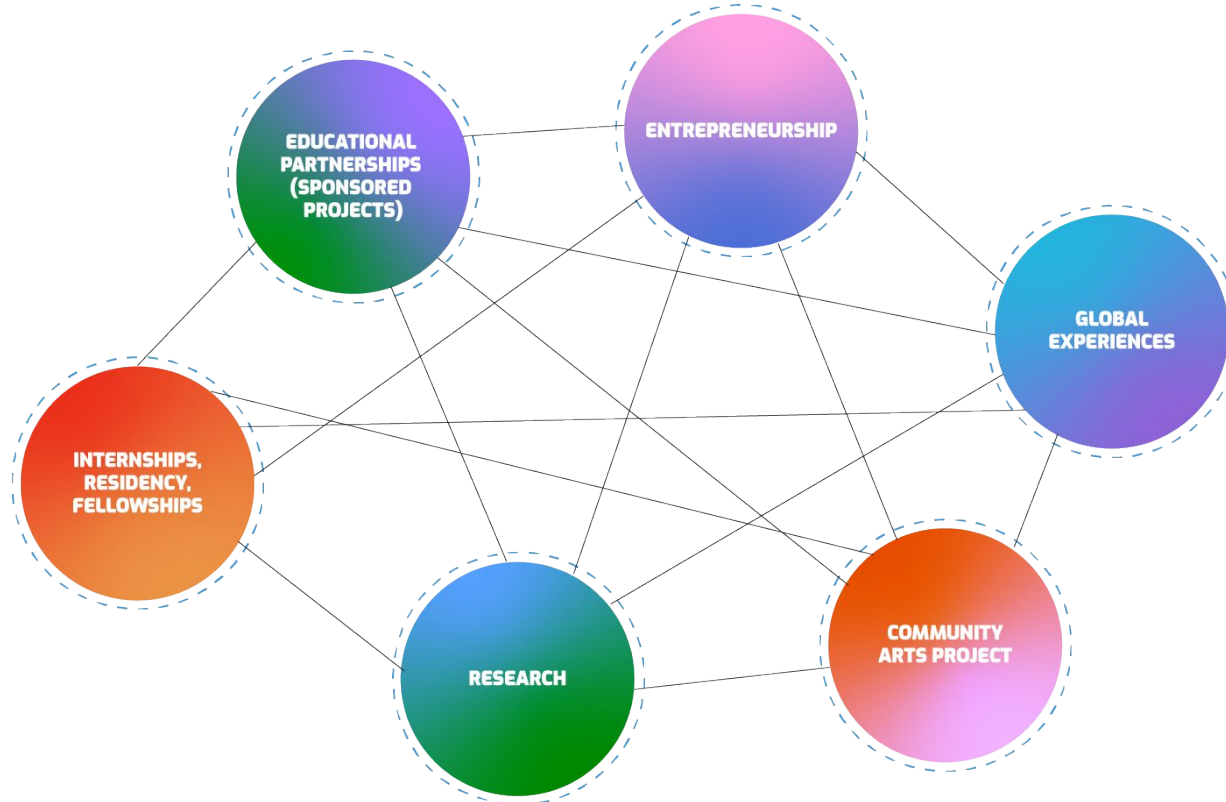 EDUCATIONAL
PARTNERSHIPS
(SPONSORED
PROJECTS)
ENTREPRENEURSHIP
GLOBAL
EXPERIENCES
INTERNSHIPS,
RESIDENCY,
FELLOWSHIPS
RESEARCH
COMMUNITY
ARTS PROJECT